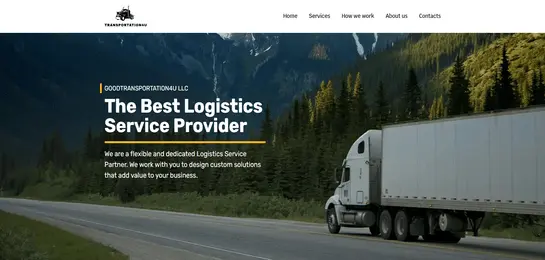 TRANSPORTATION4U
Home Services How we work About us Contacts
GOODTRANSPORTATION4U LLC
The Best Logistics
Service Provider
We are a flexible and dedicated Logistics Service
Partner. We work with you to design custom solutions
that add value to your business.